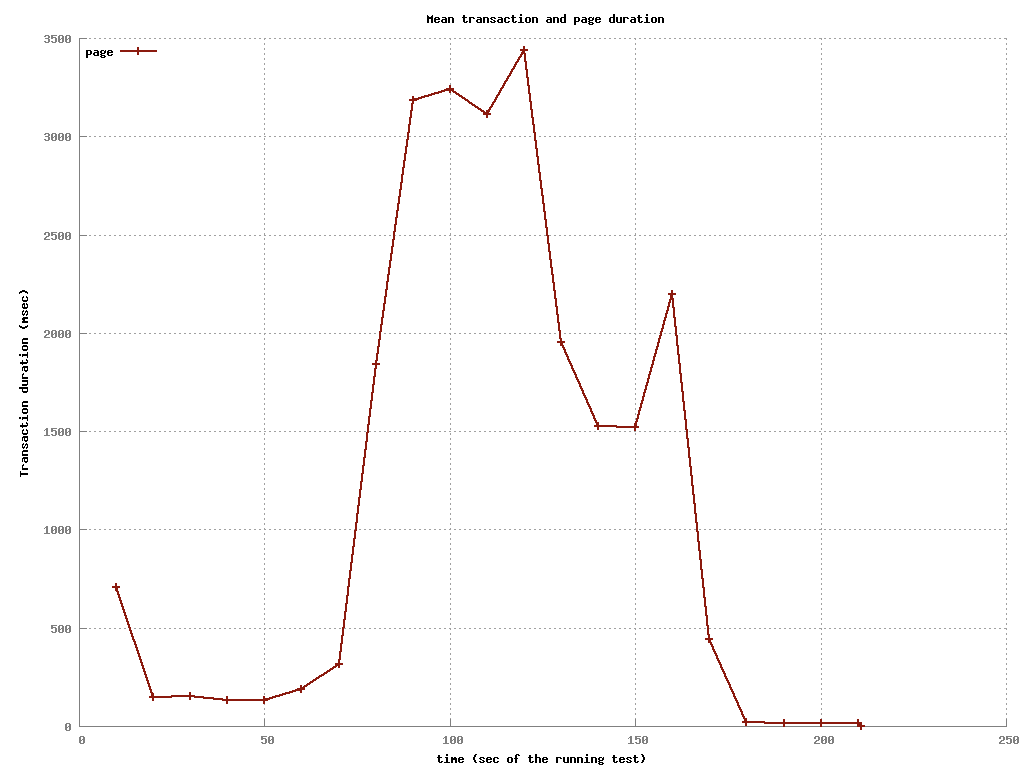 Mean transaction and page duration
page
3500
3000
2500
2000
1500
1000
500
0
Transaction duration (msec)
0 50 100 150 200 250
time (sec of the running test)